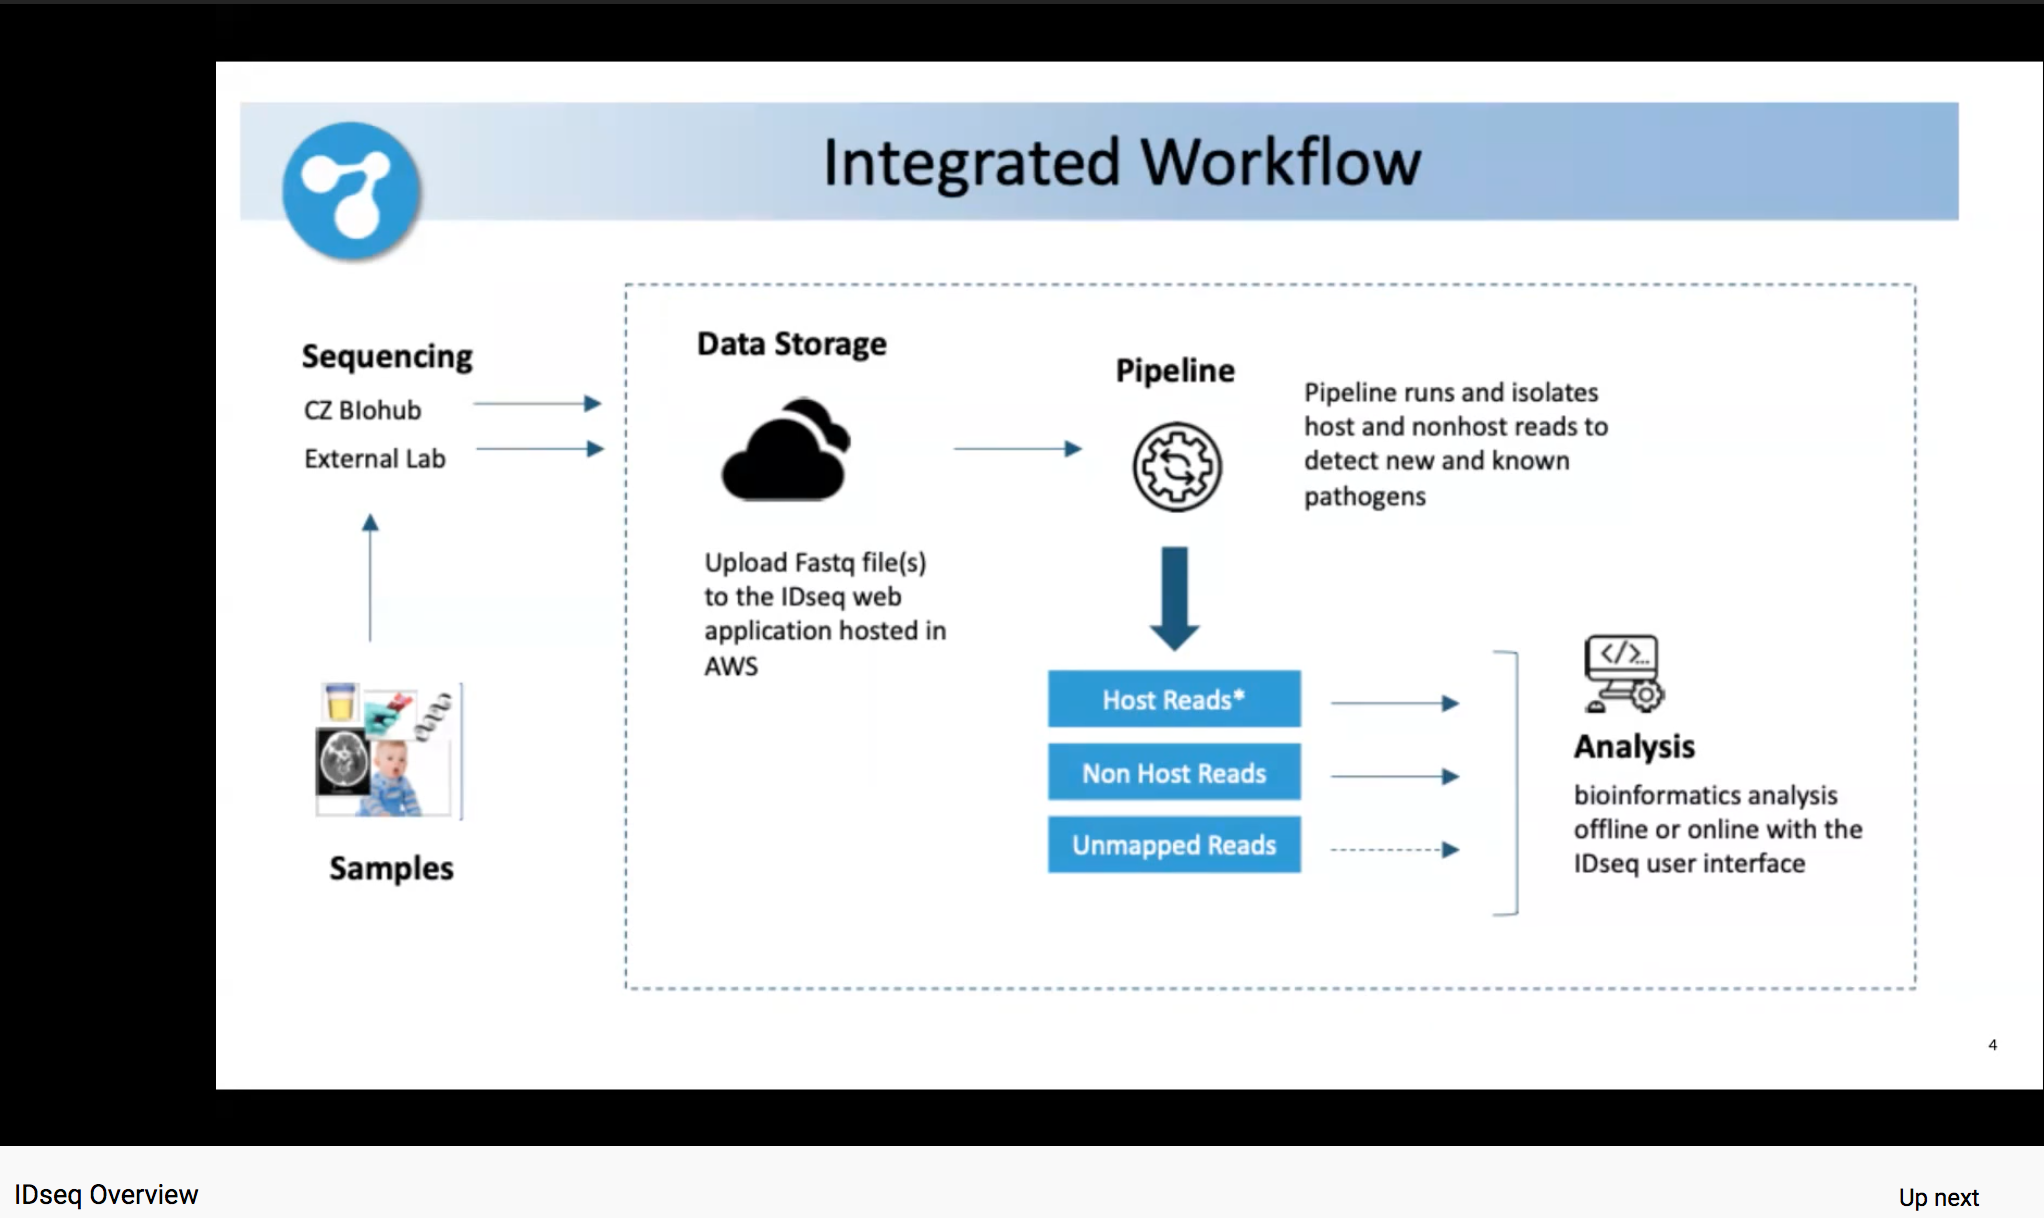 Integrated Workflow
Sequencing
CZ BIohub
External Lab
Samples
Data Storage
Upload Fastq file(s)
to the IDseq web
application hosted in
AWS
Pipeline
Pipeline runs and isolates
host and nonhost reads to
detect new and known
pathogens
Host Reads*
Non Host Reads
Unmapped Reads
</>...
Analysis
bioinformatics analysis
offline or online with the
IDseq user interface
4
IDseq Overview
Up next